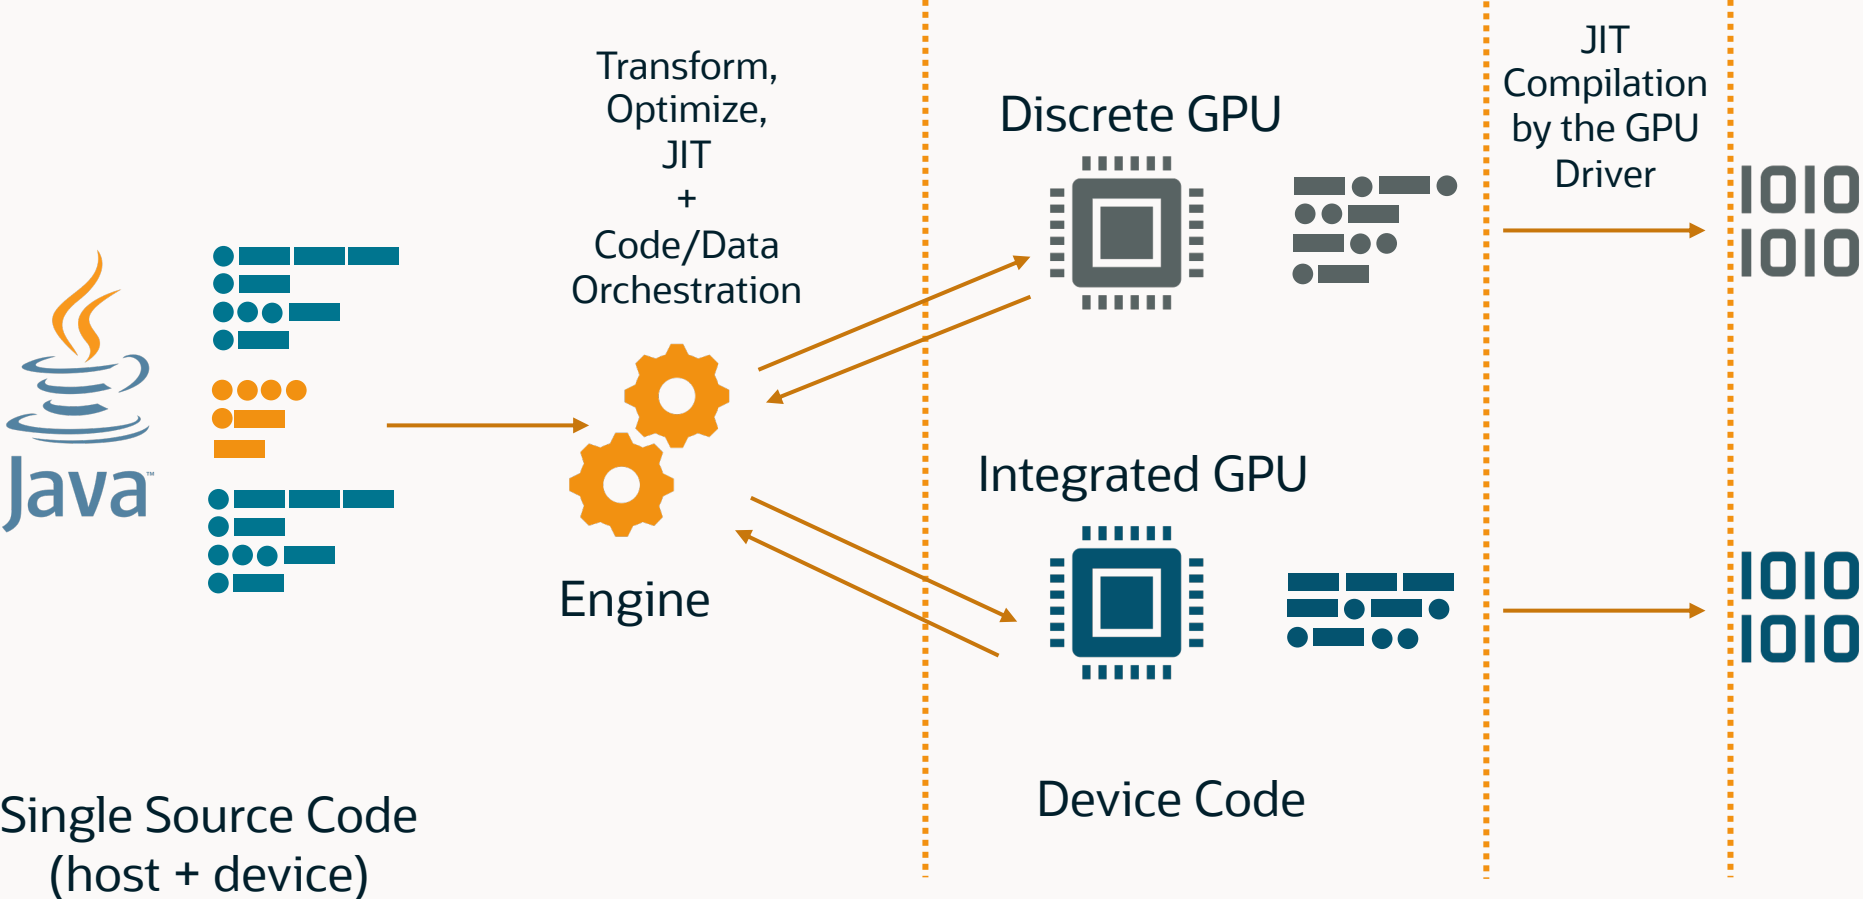 Java™
Single Source Code
(host + device)
Transform,
Optimize,
JIT
+
Code/Data
Orchestration
Engine
Discrete GPU
Integrated GPU
Device Code
JIT
Compilation
by the GPU
Driver
1010
1010
1010
1010